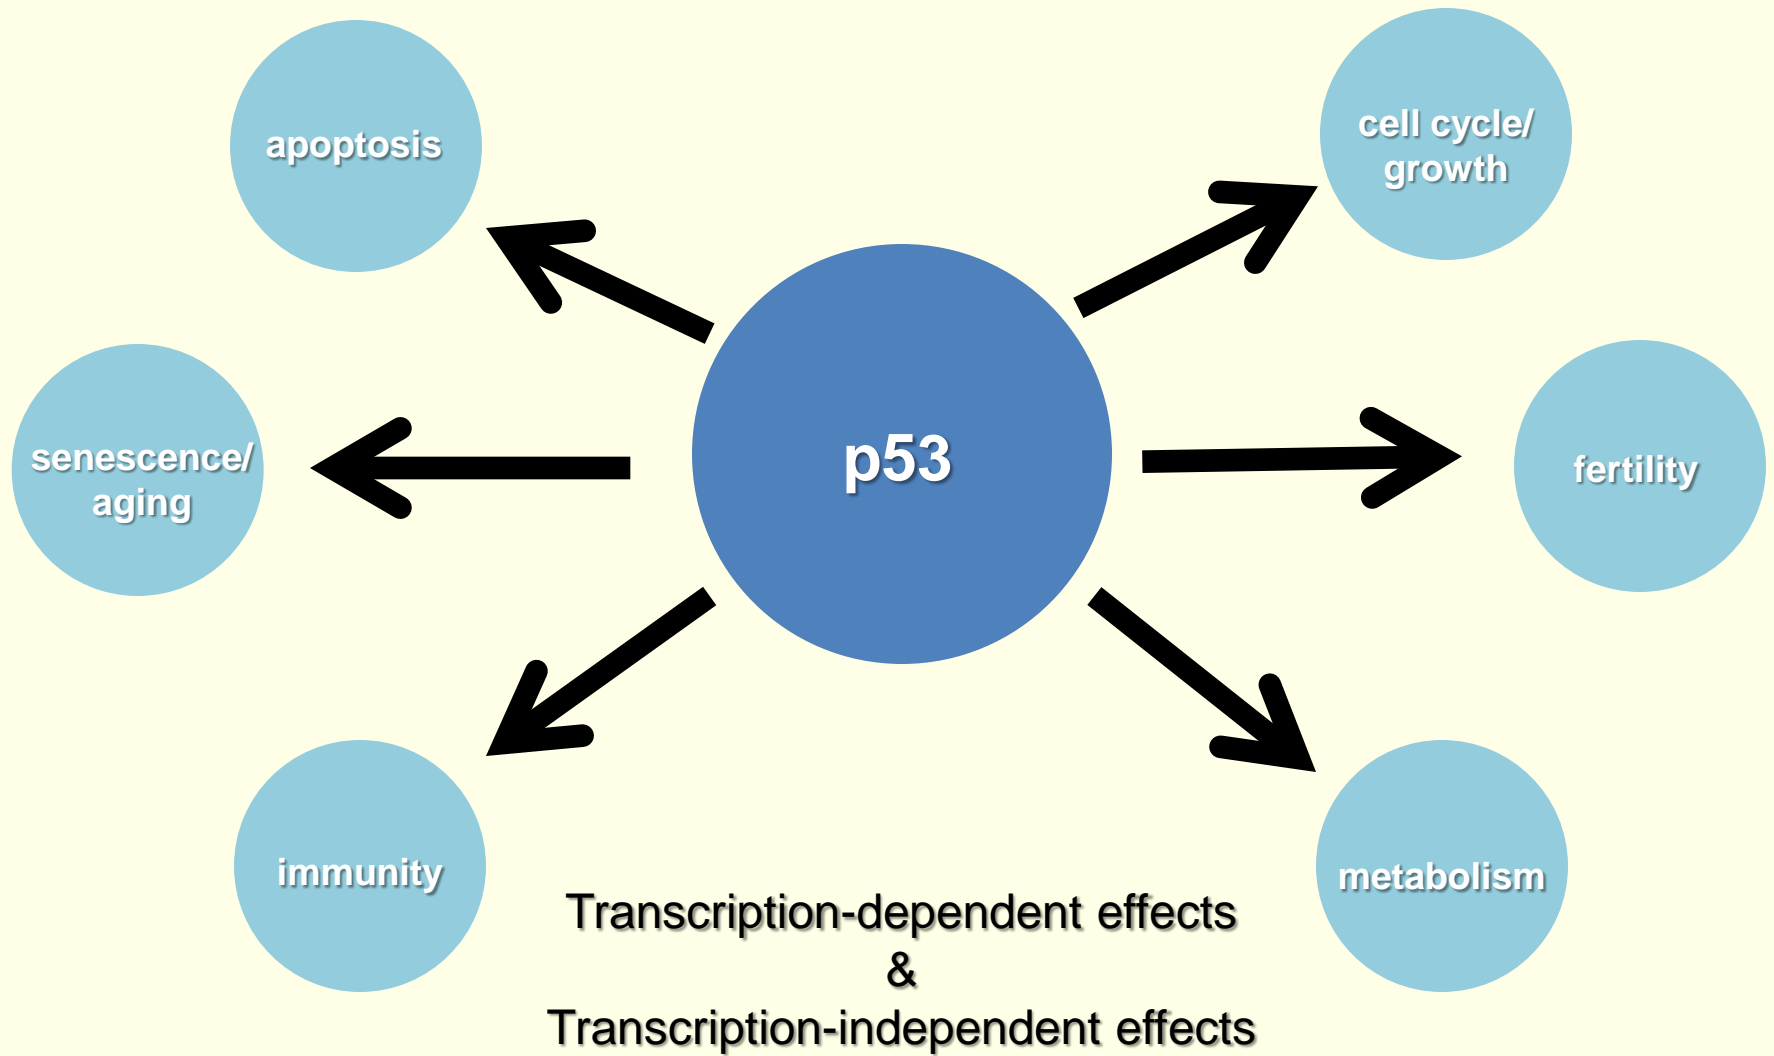 apoptosis
cell cycle/
growth
senescence/
aging
p53
fertility
immunity
metabolism
Transcription-dependent effects
&
Transcription-independent effects